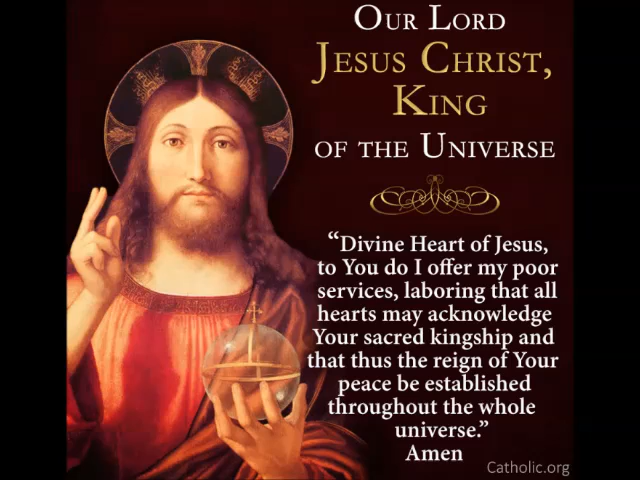 OUR LORD
JESUS CHRIST,
KING
OF THE UNIVERSE
“Divine Heart of Jesus,
to You do I offer my poor
services, laboring that all
hearts may acknowledge
Your sacred kingship and
that thus the reign of Your
peace be established
throughout the whole
universe.”
Amen
Catholic.org